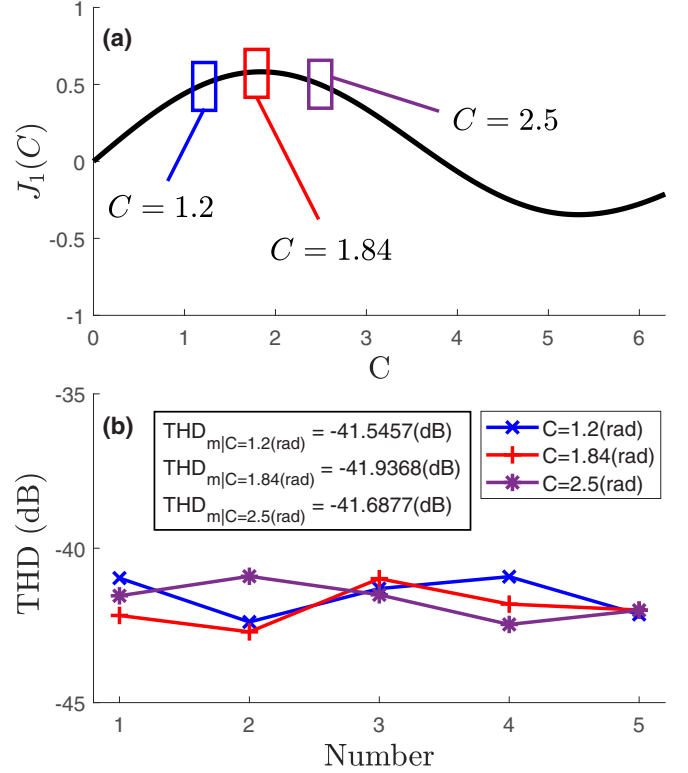 (a)
1
0.5
0
-0.5
-1
J₁(C)
C = 1.2
C = 1.84
C = 2.5
0 1 2 3 4 5 6
C
(b)
THDm|C=1.2(rad) = -41.5457(dB)
THDm|C=1.84(rad) = -41.9368(dB)
THDm|C=2.5(rad) = -41.6877(dB)
C=1.2(rad)
C=1.84(rad)
C=2.5(rad)
-35
-40
-45
THD (dB)
1 2 3 4 5
Number